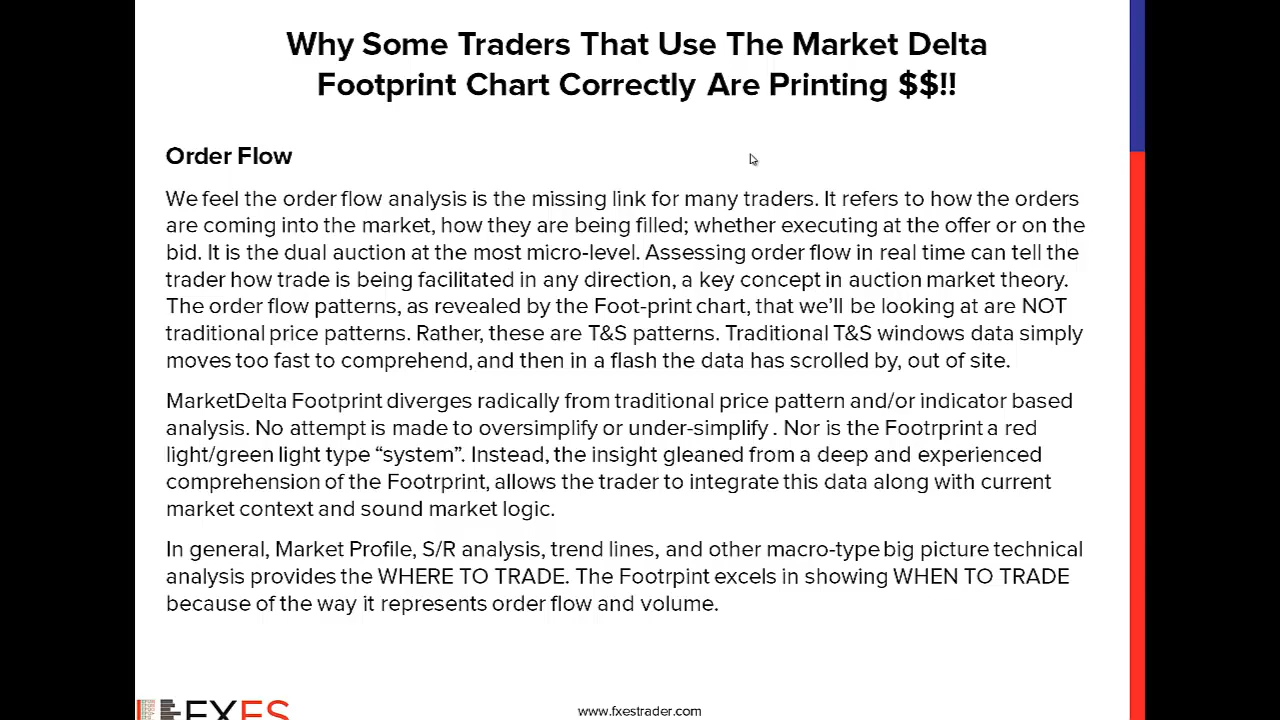 Why Some Traders That Use The Market Delta
Footprint Chart Correctly Are Printing $$!!
Order Flow
We feel the order flow analysis is the missing link for many traders. It refers to how the orders
are coming into the market, how they are being filled; whether executing at the offer or on the
bid. It is the dual auction at the most micro-level. Assessing order flow in real time can tell the
trader how trade is being facilitated in any direction, a key concept in auction market theory.
The order flow patterns, as revealed by the Foot-print chart, that we'll be looking at are NOT
traditional price patterns. Rather, these are T&S patterns. Traditional T&S windows data simply
moves too fast to comprehend, and then in a flash the data has scrolled by, out of site.
MarketDelta Footprint diverges radically from traditional price pattern and/or indicator based
analysis. No attempt is made to oversimplify or under-simplify . Nor is the Footrprint a red
light/green light type “system”. Instead, the insight gleaned from a deep and experienced
comprehension of the Footrprint, allows the trader to integrate this data along with current
market context and sound market logic.
In general, Market Profile, S/R analysis, trend lines, and other macro-type big picture technical
analysis provides the WHERE TO TRADE. The Footrpint excels in showing WHEN TO TRADE
because of the way it represents order flow and volume.
FXES
www.fxestrader.com